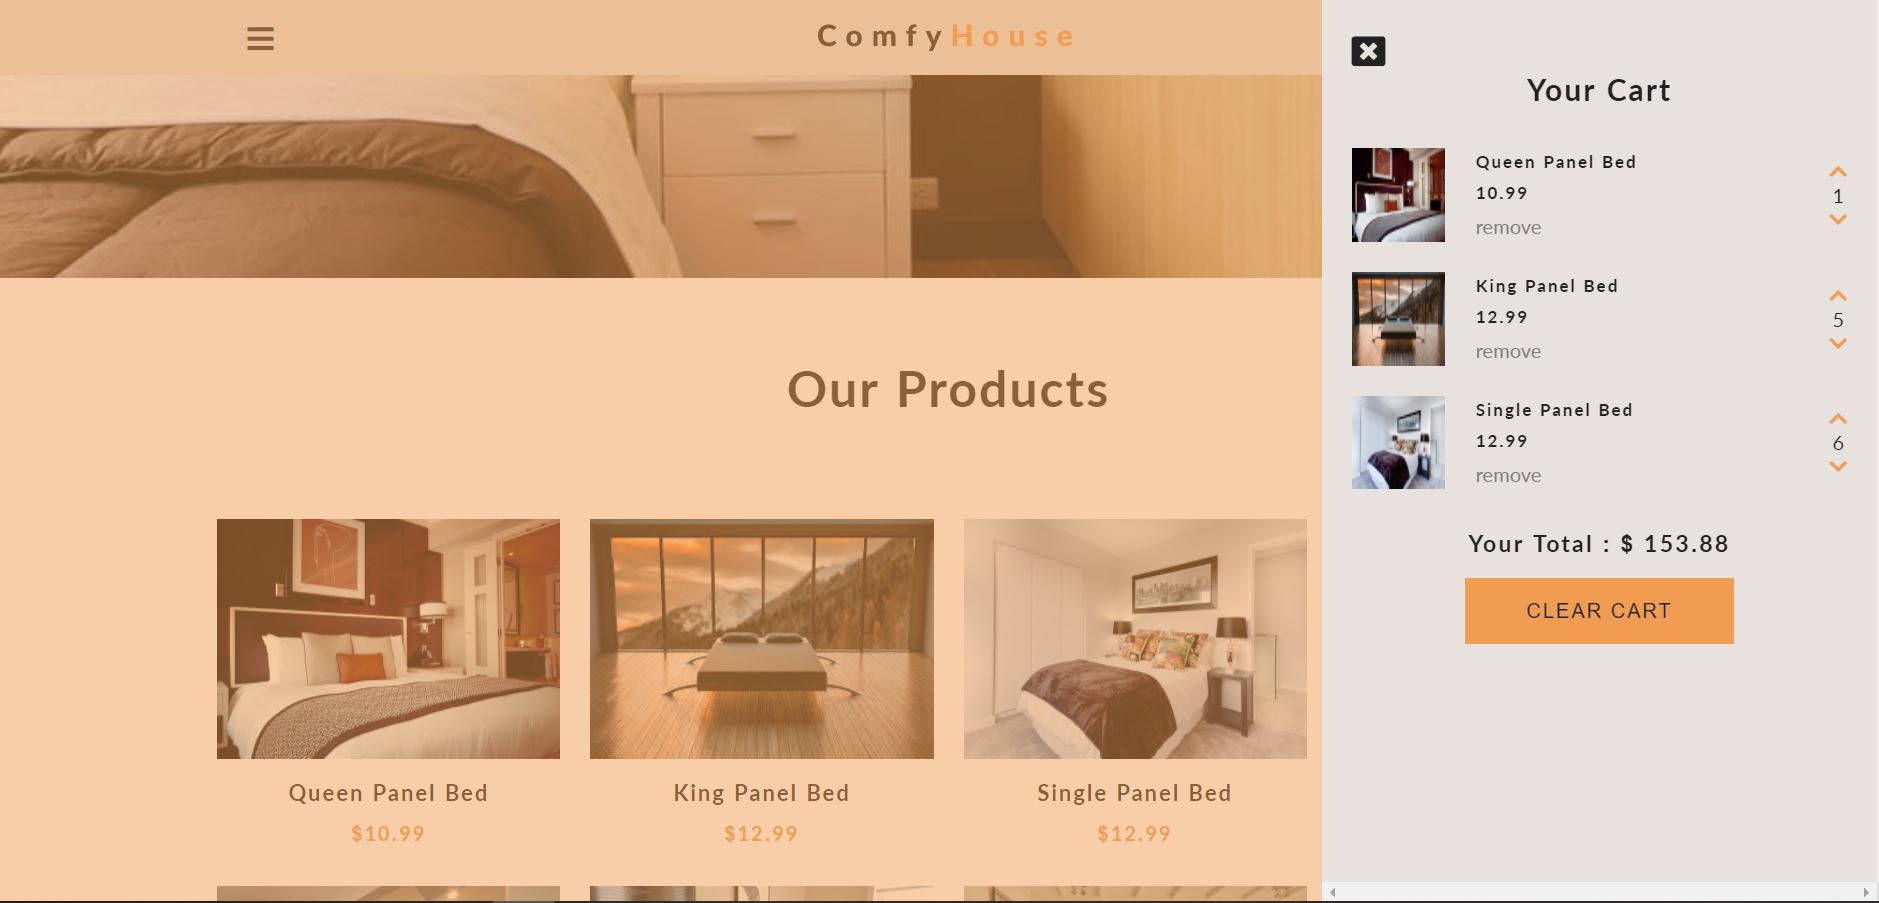 ComfyHouse
Our Products
Queen Panel Bed
$10.99
King Panel Bed
$12.99
Single Panel Bed
$12.99
Your Cart
Queen Panel Bed
10.99
remove
1
King Panel Bed
12.99
remove
5
Single Panel Bed
12.99
remove
6
Your Total : $ 153.88
CLEAR CART